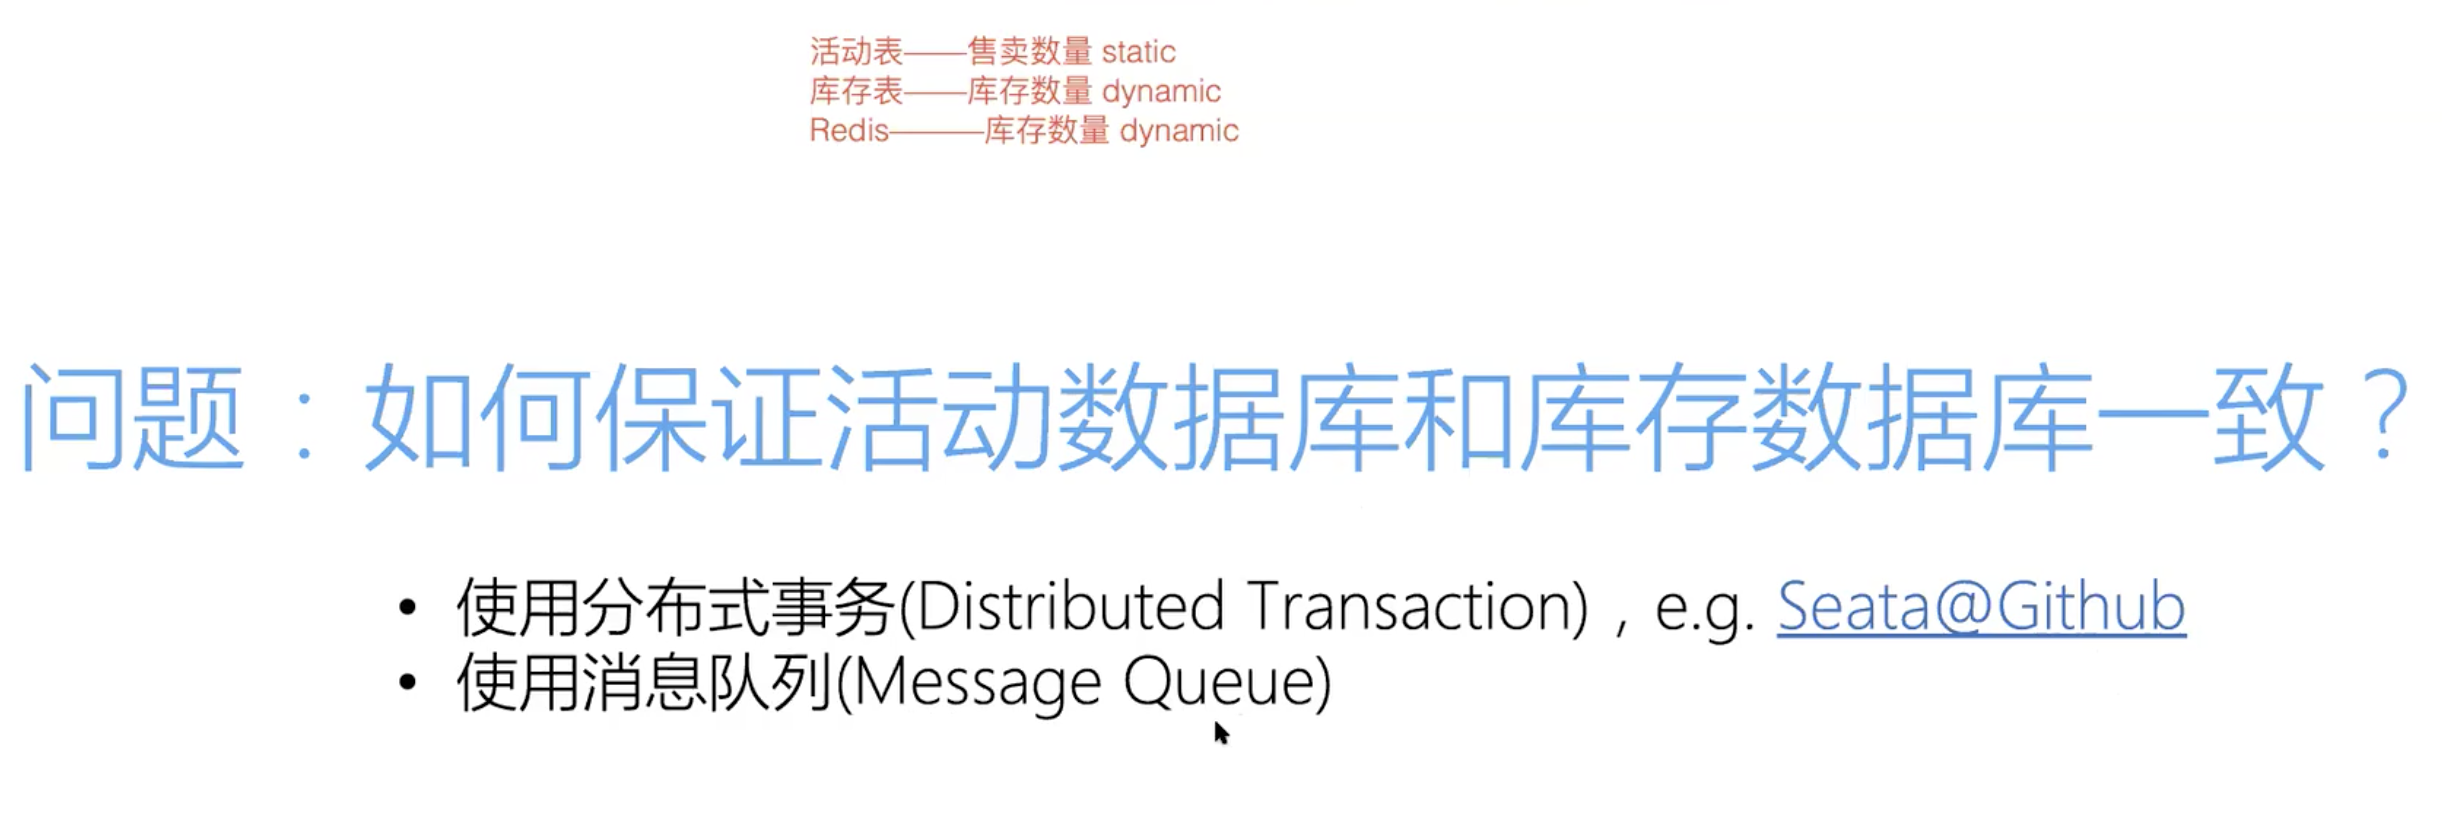 活动表——售卖数量 static
库存表——库存数量 dynamic
Redis———库存数量 dynamic
问题：如何保证活动数据库和库存数据库一致？
• 使用分布式事务(Distributed Transaction)，e.g. Seata@Github
• 使用消息队列(Message Queue)